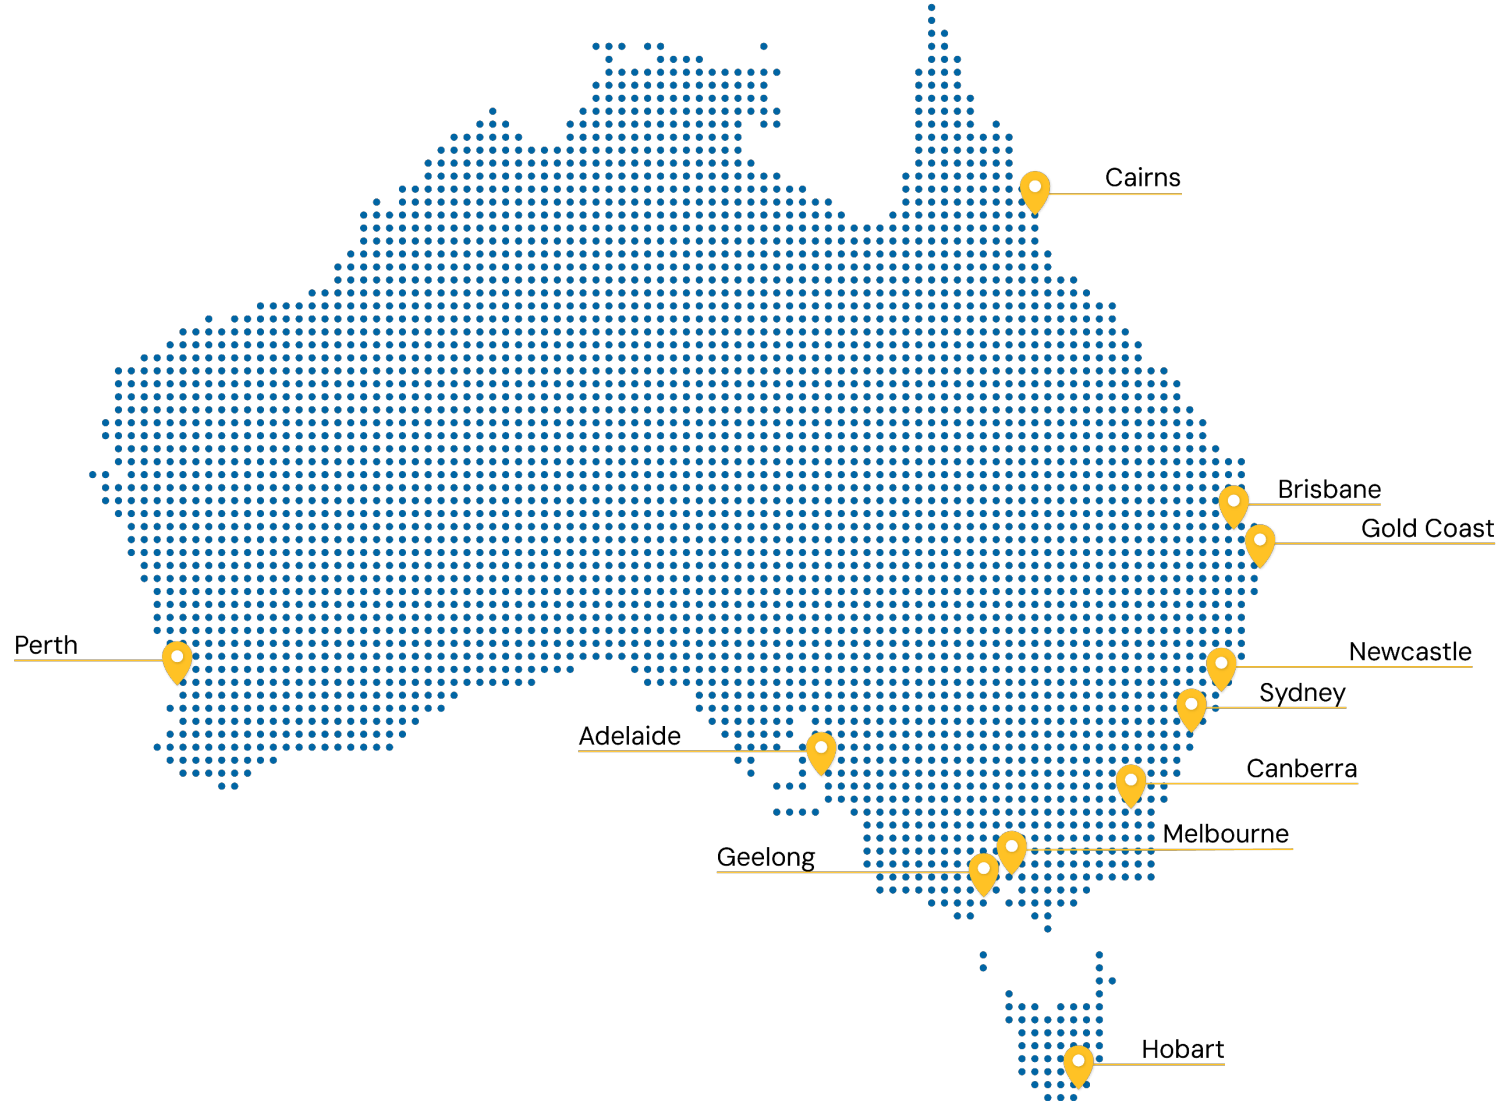 Cairns
Brisbane
Gold Coast
Perth
Newcastle
Sydney
Adelaide
Canberra
Melbourne
Geelong
Hobart